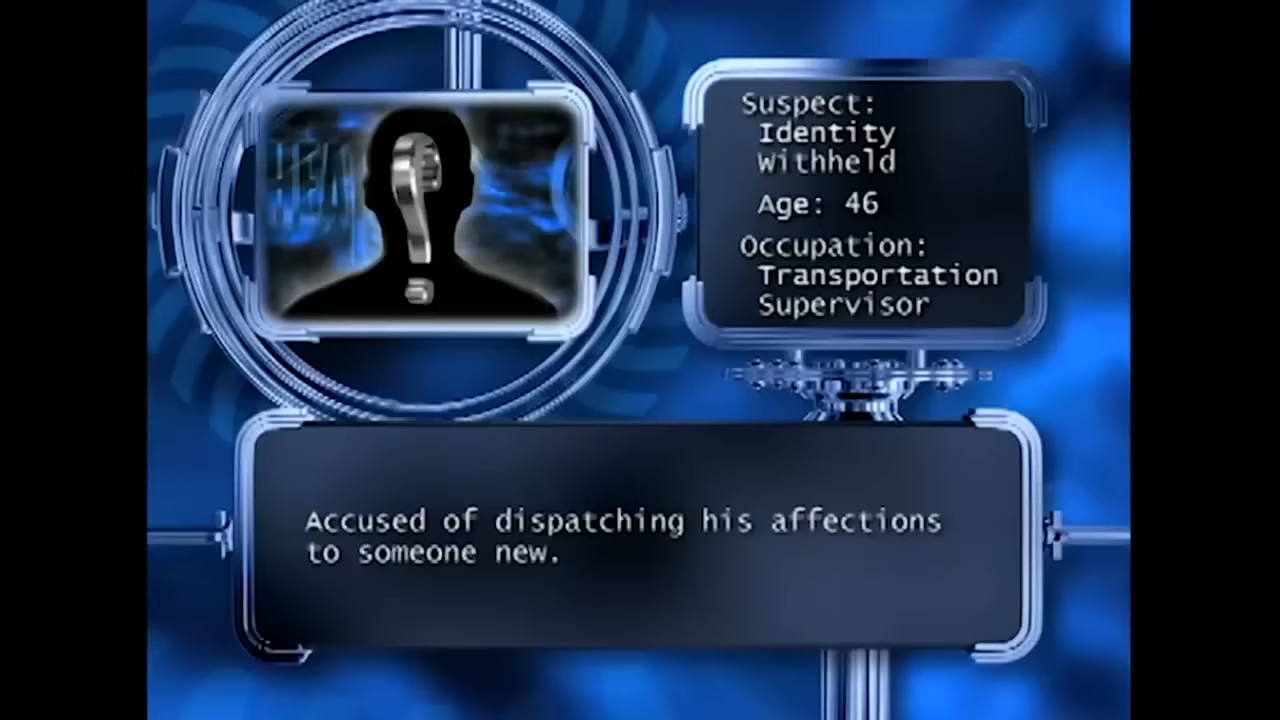 Suspect:
Identity
Withheld
Age: 46
Occupation:
Transportation
Supervisor
Accused of dispatching his affections
to someone new.